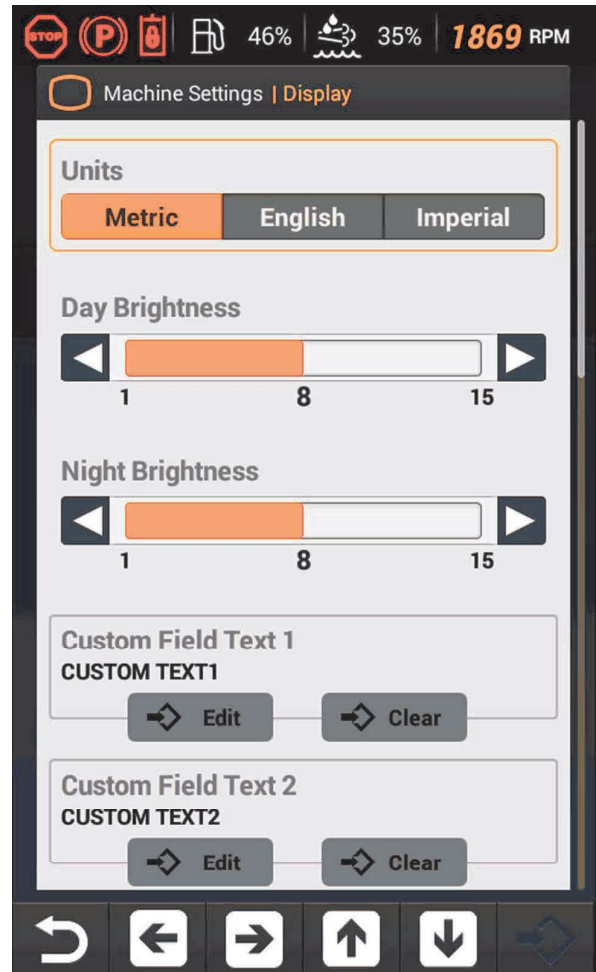 STOP P 46% 35% 1869 RPM
Machine Settings | Display
Units
Metric English Imperial
Day Brightness
1 8 15
Night Brightness
1 8 15
Custom Field Text 1
CUSTOM TEXT1
Edit Clear
Custom Field Text 2
CUSTOM TEXT2
Edit Clear